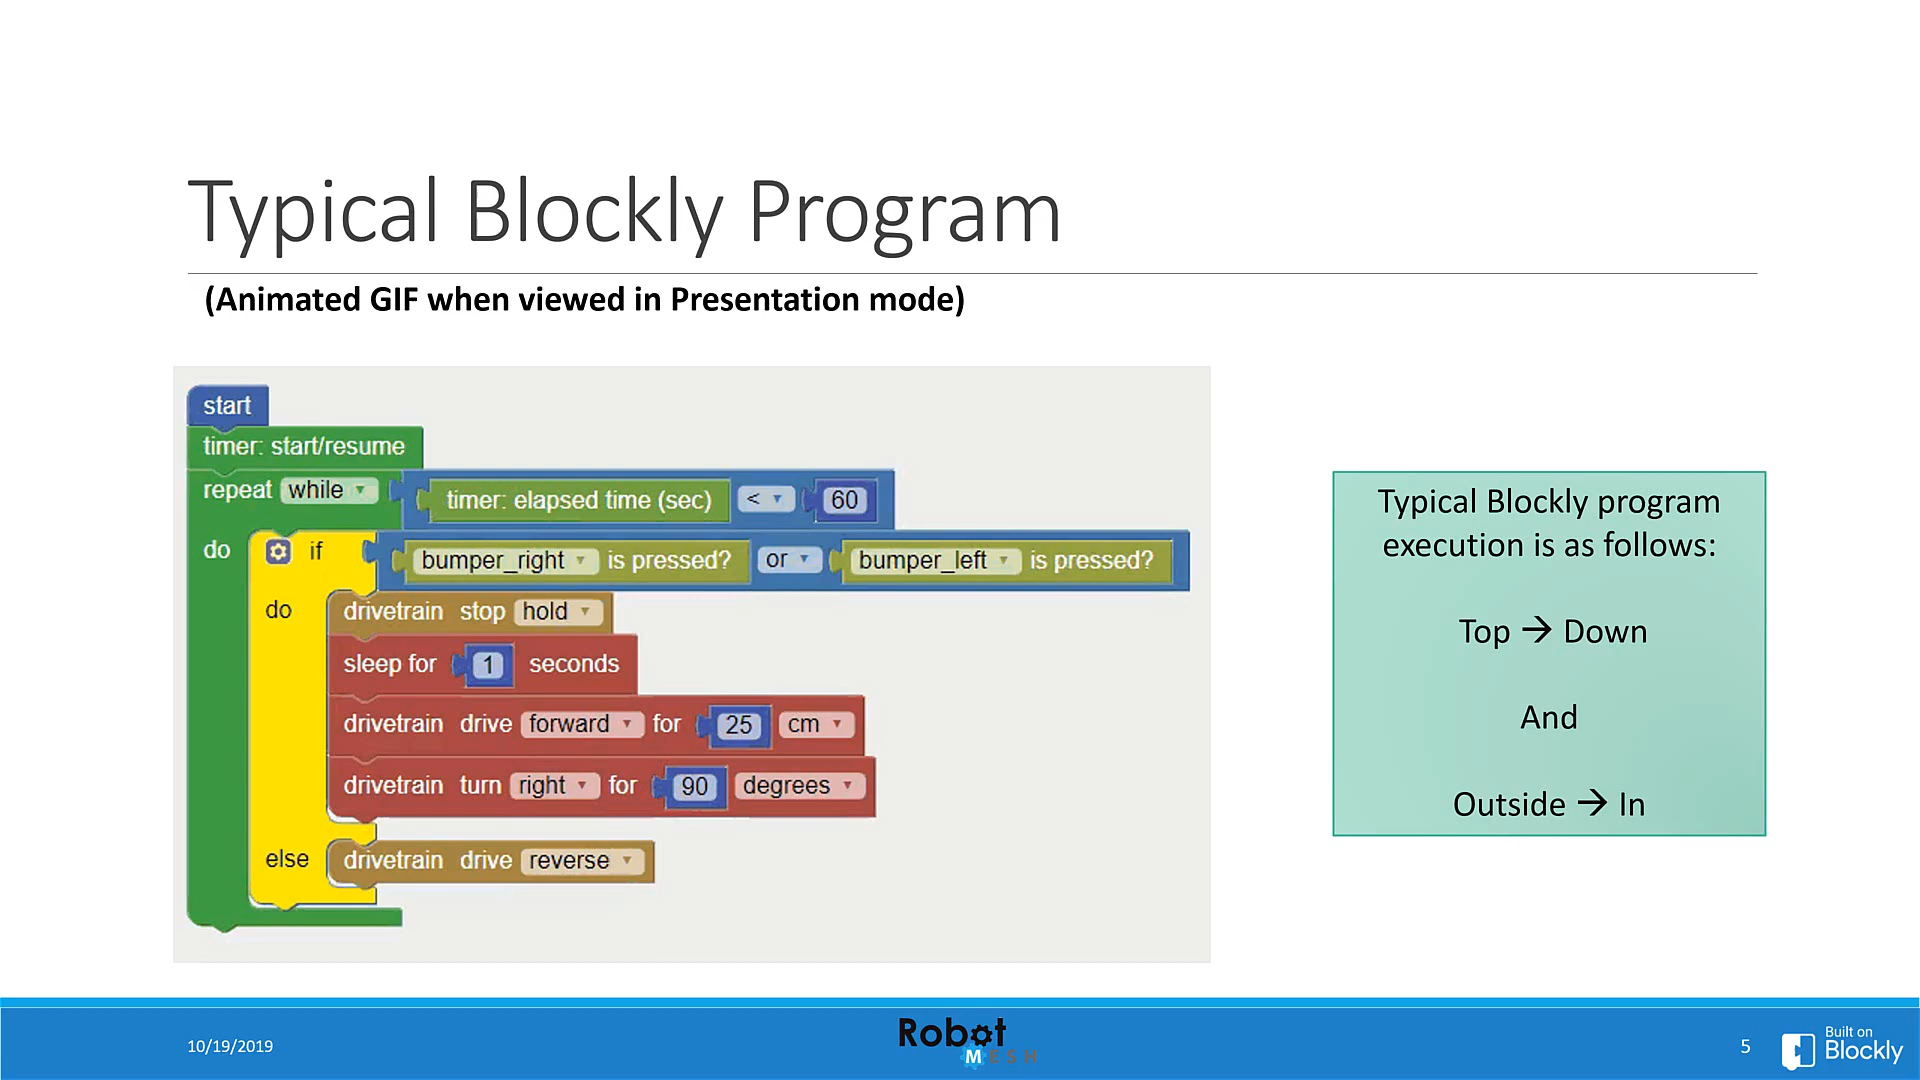 Typical Blockly Program
(Animated GIF when viewed in Presentation mode)
start
timer: start/resume
repeat while timer: elapsed time (sec) < 60
do if bumper_right is pressed? or bumper_left is pressed?
do drivetrain stop hold
sleep for 1 seconds
drivetrain drive forward for 25 cm
drivetrain turn right for 90 degrees
else drivetrain drive reverse
Typical Blockly program
execution is as follows:
Top → Down
And
Outside → In
10/19/2019
Robot
MESH
5
Built on
Blockly